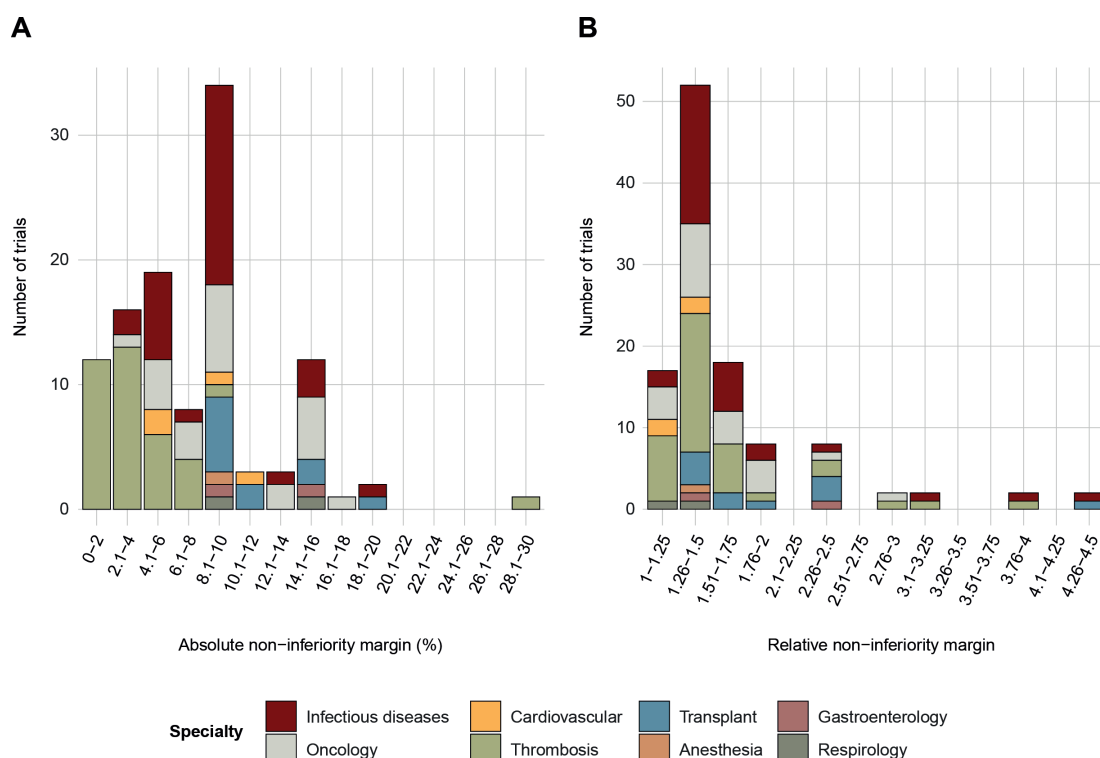 A
B
Number of trials
30
20
10
0
0−2
2.1−4
4.1−6
6.1−8
8.1−10
10.1−12
12.1−14
14.1−16
16.1−18
18.1−20
20.1−22
22.1−24
24.1−26
26.1−28
28.1−30
Absolute non−inferiority margin (%)
Number of trials
50
40
30
20
10
0
1−1.25
1.26−1.5
1.51−1.75
1.76−2
2.1−2.25
2.26−2.5
2.51−2.75
2.76−3
3.1−3.25
3.26−3.5
3.51−3.75
3.76−4
4.1−4.25
4.26−4.5
Relative non−inferiority margin
Specialty
Infectious diseases
Cardiovascular
Transplant
Gastroenterology
Oncology
Thrombosis
Anesthesia
Respirology